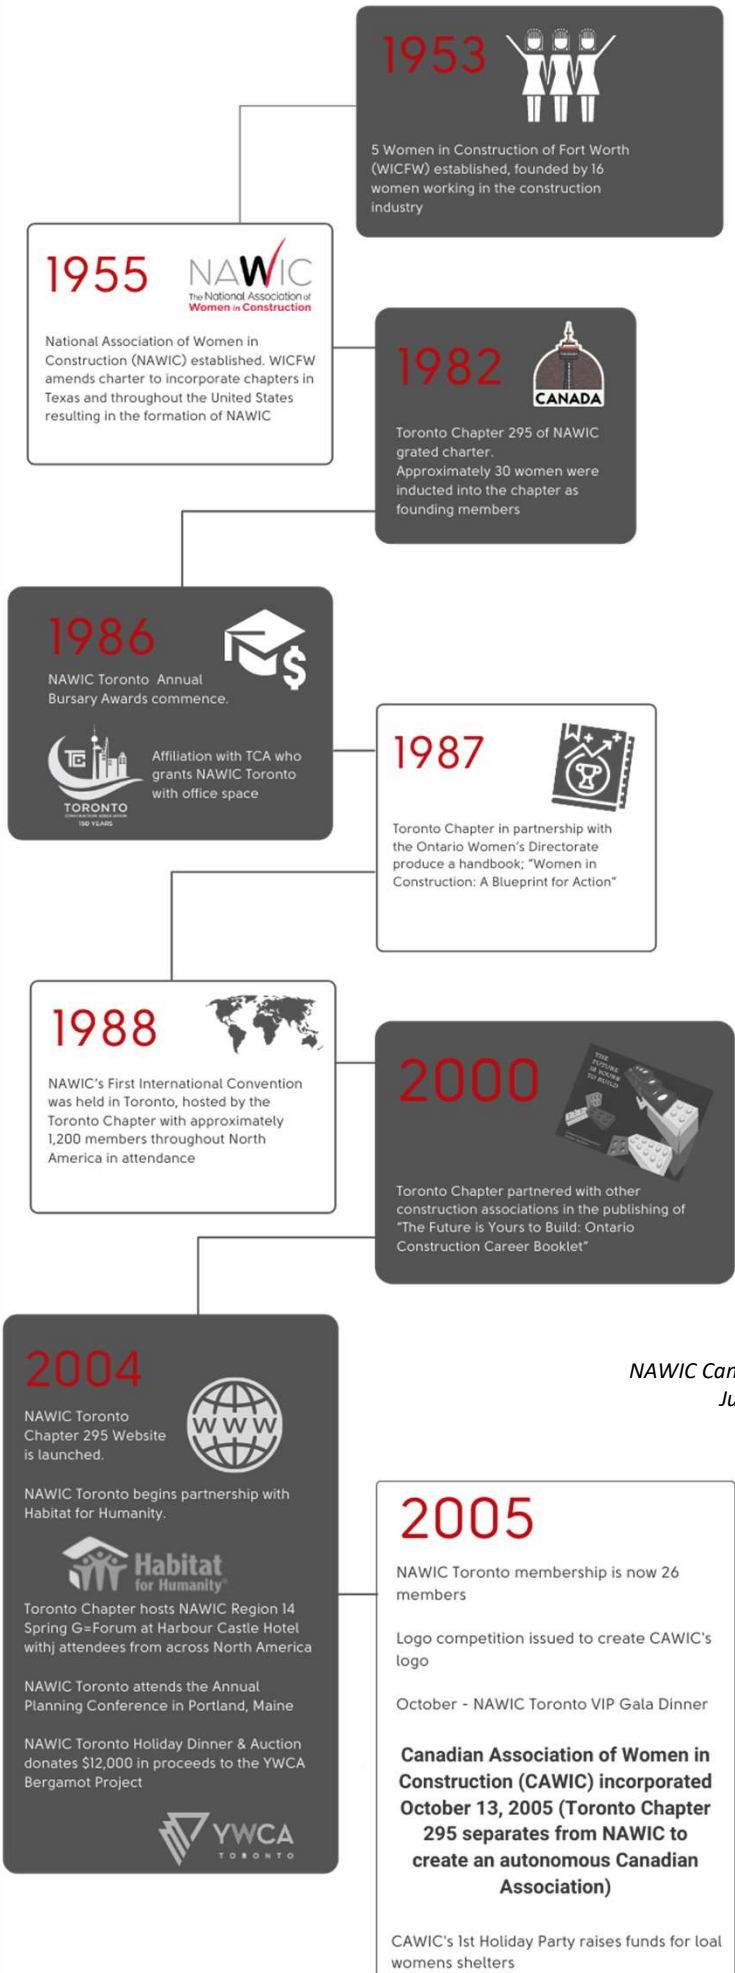 1953
5 Women in Construction of Fort Worth
(WICFW) established, founded by 16
women working in the construction
industry
1955
NAWIC
The National Association of
Women in Construction
National Association of Women in
Construction (NAWIC) established. WICFW
amends charter to incorporate chapters in
Texas and throughout the United States
resulting in the formation of NAWIC
1982
CANADA
Toronto Chapter 295 of NAWIC
grated charter.
Approximately 30 women were
inducted into the chapter as
founding members
1986
NAWIC Toronto Annual
Bursary Awards commence.
$
TORONTO
CONSTRUCTION ASSOCIATION
150 YEARS
Affiliation with TCA who
grants NAWIC Toronto
with office space
1987
Toronto Chapter in partnership with
the Ontario Women's Directorate
produce a handbook; "Women in
Construction: A Blueprint for Action"
1988
NAWIC's First International Convention
was held in Toronto, hosted by the
Toronto Chapter with approximately
1,200 members throughout North
America in attendance
2000
THE
FUTURE
IS YOURS
TO BUILD
Toronto Chapter partnered with other
construction associations in the publishing of
"The Future is Yours to Build: Ontario
Construction Career Booklet"
2004
NAWIC Toronto
Chapter 295 Website
is launched.
WWW
NAWIC Toronto begins partnership with
Habitat for Humanity.
Habitat
for Humanity®
Toronto Chapter hosts NAWIC Region 14
Spring G=Forum at Harbour Castle Hotel
withj attendees from across North America
NAWIC Toronto attends the Annual
Planning Conference in Portland, Maine
NAWIC Toronto Holiday Dinner & Auction
donates $12,000 in proceeds to the YWCA
Bergamot Project
YWCA
TORONTO
NAWIC Can
Ju
2005
NAWIC Toronto membership is now 26
members
Logo competition issued to create CAWIC's
logo
October - NAWIC Toronto VIP Gala Dinner
Canadian Association of Women in
Construction (CAWIC) incorporated
October 13, 2005 (Toronto Chapter
295 separates from NAWIC to
create an autonomous Canadian
Association)
CAWIC's 1st Holiday Party raises funds for loal
womens shelters